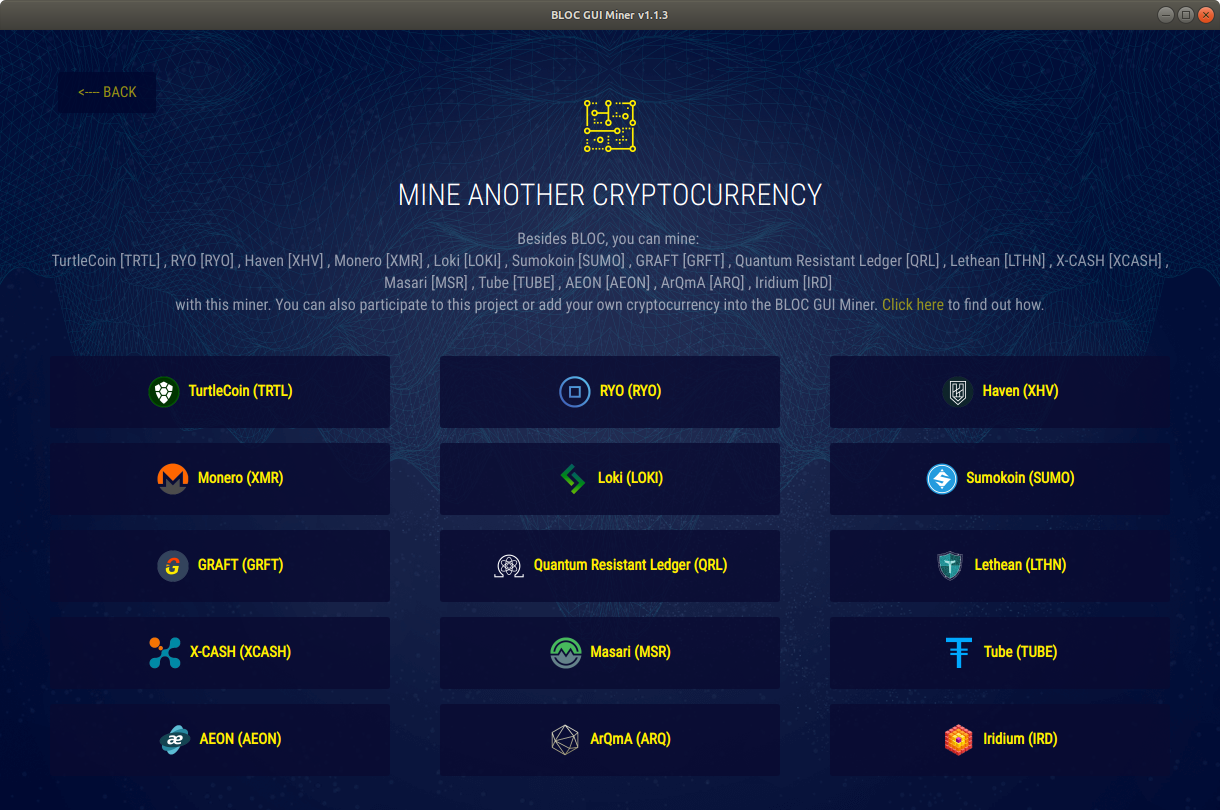 BLOC GUI Miner v1.1.3
<---- BACK
MINE ANOTHER CRYPTOCURRENCY
Besides BLOC, you can mine:
TurtleCoin [TRTL] , RYO [RYO] , Haven [XHV] , Monero [XMR] , Loki [LOKI] , Sumokoin [SUMO] , GRAFT [GRFT] , Quantum Resistant Ledger [QRL] , Lethean [LTHN] , X-CASH [XCASH] ,
Masari [MSR] , Tube [TUBE] , AEON [AEON] , ArQmA [ARQ] , Iridium [IRD]
with this miner. You can also participate to this project or add your own cryptocurrency into the BLOC GUI Miner. Click here to find out how.
TurtleCoin (TRTL)
RYO (RYO)
Haven (XHV)
Monero (XMR)
Loki (LOKI)
Sumokoin (SUMO)
GRAFT (GRFT)
Quantum Resistant Ledger (QRL)
Lethean (LTHN)
X-CASH (XCASH)
Masari (MSR)
Tube (TUBE)
AEON (AEON)
ArQmA (ARQ)
Iridium (IRD)